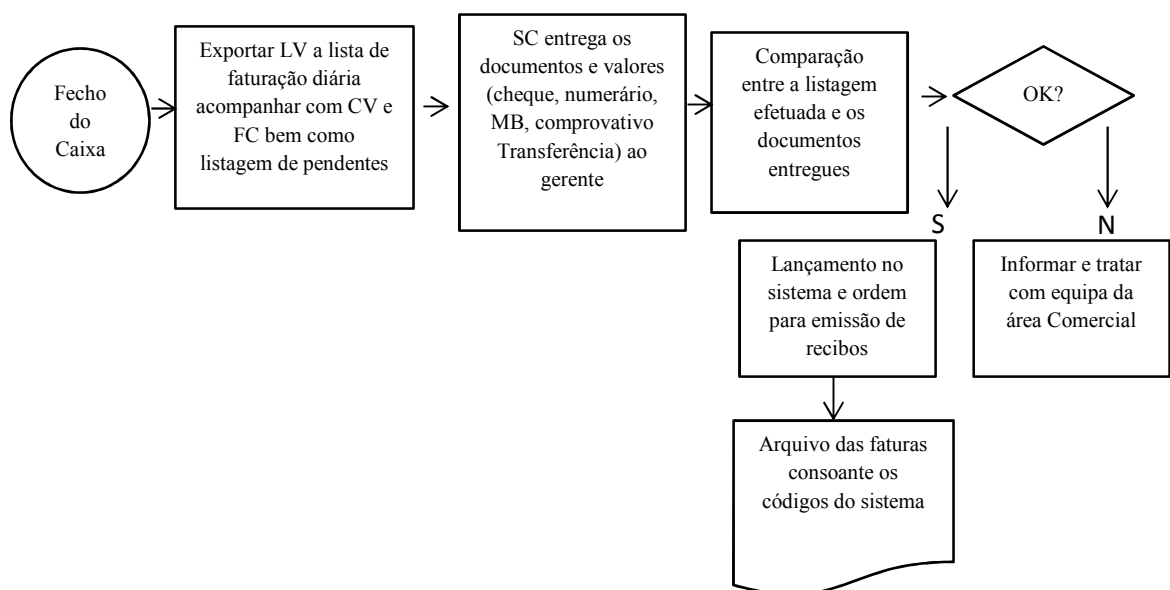 Fecho
do
Caixa
Exportar LV a lista de
faturação diária
acompanhar com CV e
FC bem como
listagem de pendentes
SC entrega os
documentos e valores
(cheque, numerário,
MB, comprovativo
Transferência) ao
gerente
Comparação
entre a listagem
efetuada e os
documentos
entregues
OK?
S
N
Lançamento no
sistema e ordem
para emissão de
recibos
Informar e tratar
com equipa da
área Comercial
Arquivo das faturas
consoante os
códigos do sistema